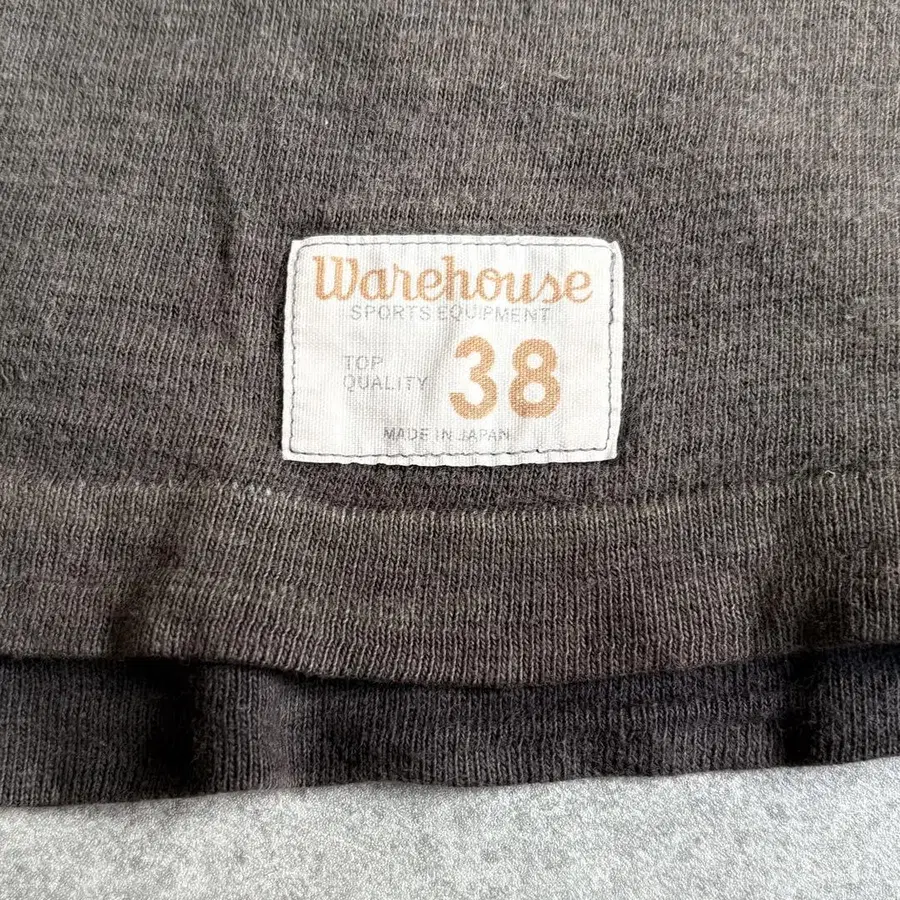 Warehouse
SPORTS EQUIPMENT
TOP
QUALITY
38
MADE IN JAPAN